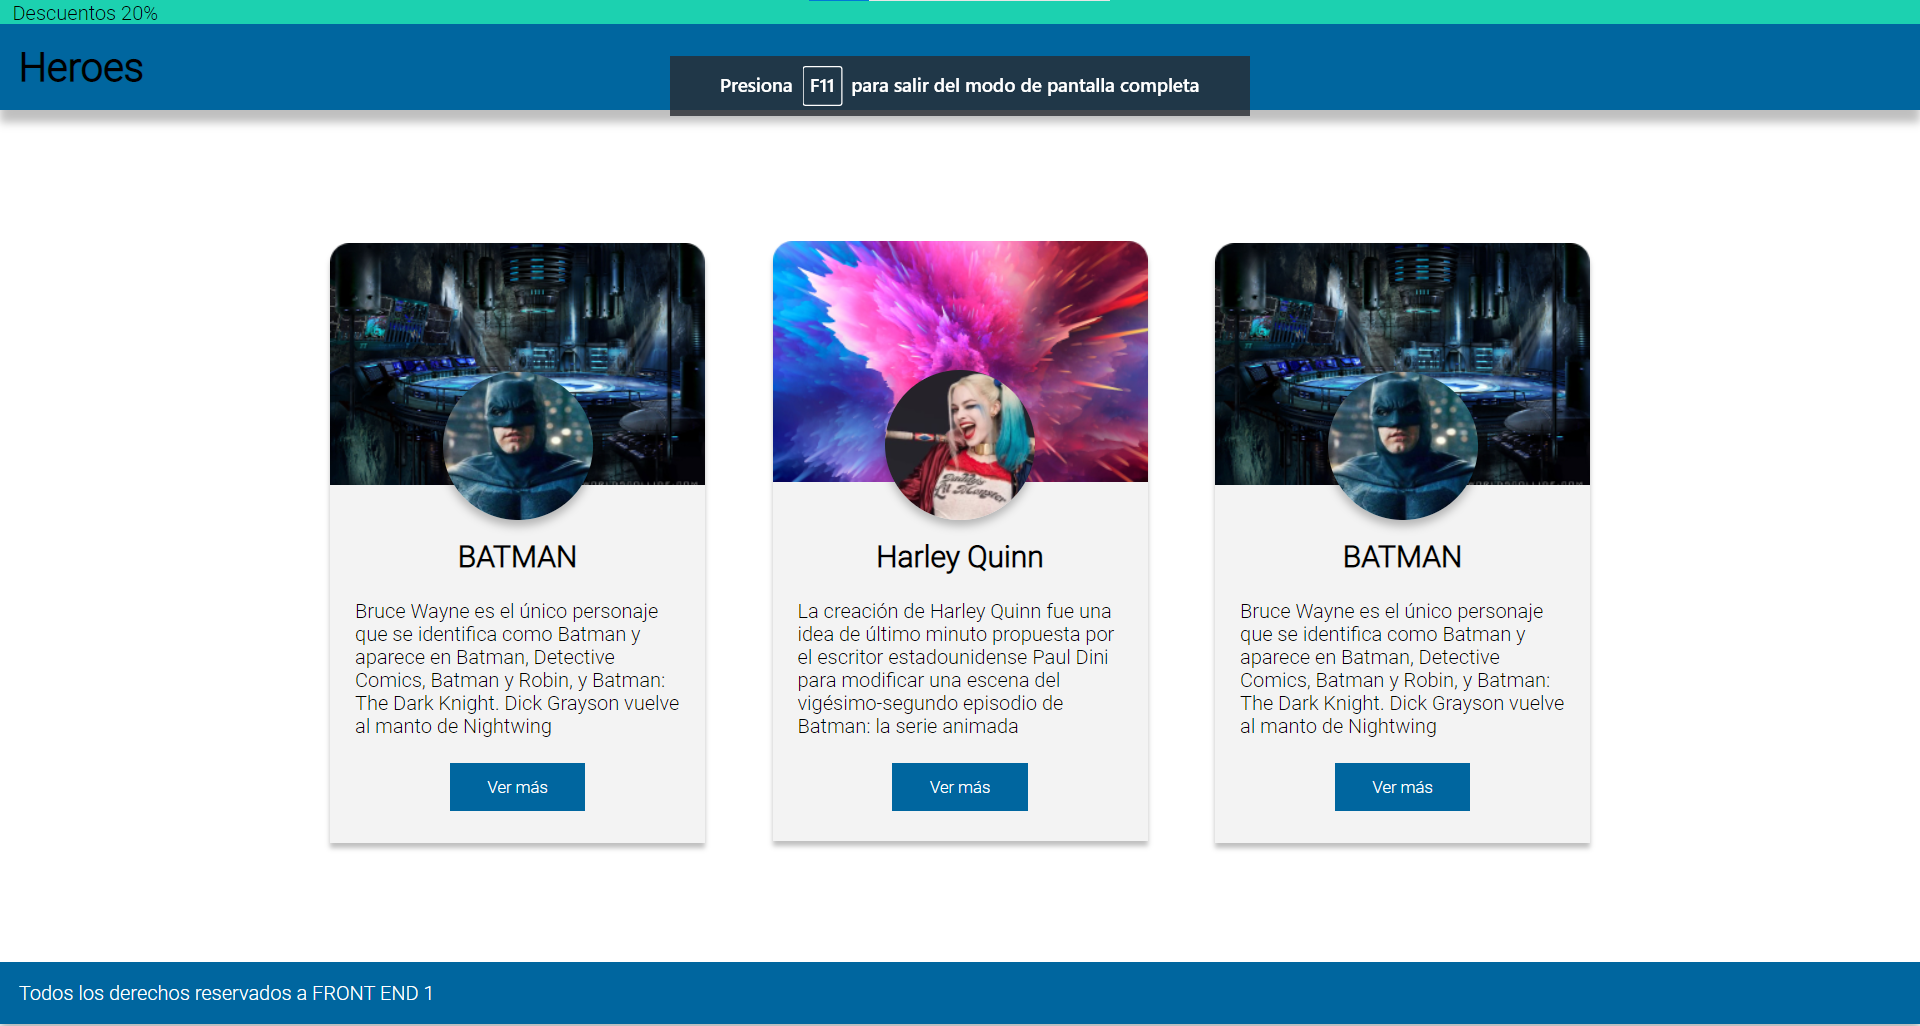 Descuentos 20%
Heroes
Presiona F11 para salir del modo de pantalla completa
BATMAN
Bruce Wayne es el único personaje
que se identifica como Batman y
aparece en Batman, Detective
Comics, Batman y Robin, y Batman:
The Dark Knight. Dick Grayson vuelve
al manto de Nightwing
Ver más
Daddy's
Lil Monster
Harley Quinn
La creación de Harley Quinn fue una
idea de último minuto propuesta por
el escritor estadounidense Paul Dini
para modificar una escena del
vigésimo-segundo episodio de
Batman: la serie animada
Ver más
BATMAN
Bruce Wayne es el único personaje
que se identifica como Batman y
aparece en Batman, Detective
Comics, Batman y Robin, y Batman:
The Dark Knight. Dick Grayson vuelve
al manto de Nightwing
Ver más
Todos los derechos reservados a FRONT END 1